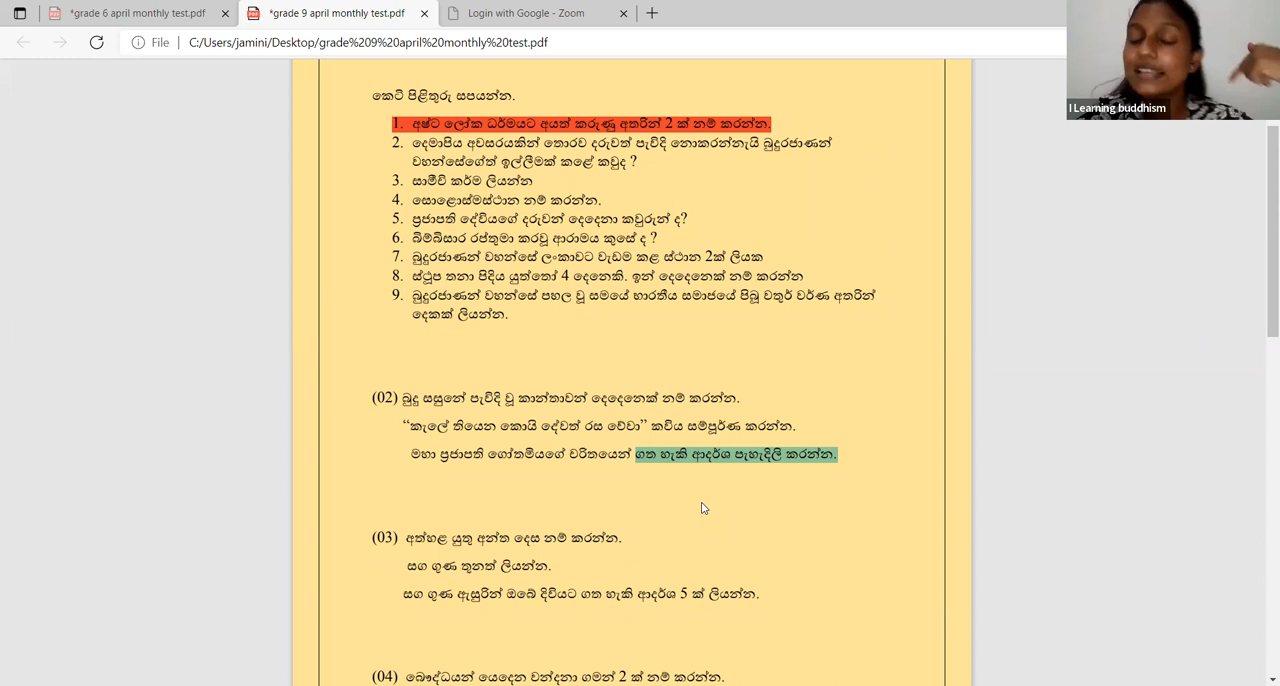 *grade 6 april monthly test.pdf
*grade 9 april monthly test.pdf
Login with Google - Zoom
File
C:/Users/jamini/Desktop/grade%209%20april%20monthly%20test.pdf
I Learning buddhism
කෙටි පිළිතුරු සපයන්න.
1. අෂ්ට ලෝක ධර්මයට අයත් කරුණු අතරින් 2 ක් නම් කරන්න.
2. දෙමාපිය අවසරයකින් තොරව දරුවන් පැවිදි නොකරන්නැයි බුදුරජාණන්
වහන්සේගේන් ඉල්ලීමක් කළේ කවුද ?
3. සාමීචි කර්ම ලියන්න
4. සොළොස්මස්ථාන නම් කරන්න.
5. ප්‍රජාපති දේවියගේ දරුවන් දෙදෙනා කවුරුන් ද?
6. බිම්බිසාර රජතුමා කරවූ ආරාමය කුසේ ද ?
7. බුදුරජාණන් වහන්සේ ලංකාවට වැඩම කළ ස්ථාන 2ක් ලියක
8. ස්ථූප තනා පිදිය යුත්තෝ 4 දෙනෙකි. ඉන් දෙදෙනෙක් නම් කරන්න
9. බුදුරජාණන් වහන්සේ පහල වූ සමයේ භාරතීය සමාජයේ පිබූ වතුර් වර්ණ අතරින්
දෙකක් ලියන්න.
(02) බුදු සසුනේ පැවිදි වූ කාන්තාවන් දෙදෙනෙක් නම් කරන්න.
“කැලේ තියෙන කොයි දේවත් රස වේවා” කවිය සම්පූර්ණ කරන්න.
මහා ප්‍රජාපති ගෝතමියගේ චරිතයෙන් ගත හැකි ආදර්ශ පැහැදිලි කරන්න.
(03) අත්හළ යුතු අන්ත දෙස නම් කරන්න.
සග ගුණ තුනත් ලියන්න.
සග ගුණ ඇසුරින් ඔබේ දිවියට ගත හැකි ආදර්ශ 5 ක් ලියන්න.
(04) බෞද්ධයන් යෙදෙන වන්දනා ගමන් 2 ක් නම් කරන්න.